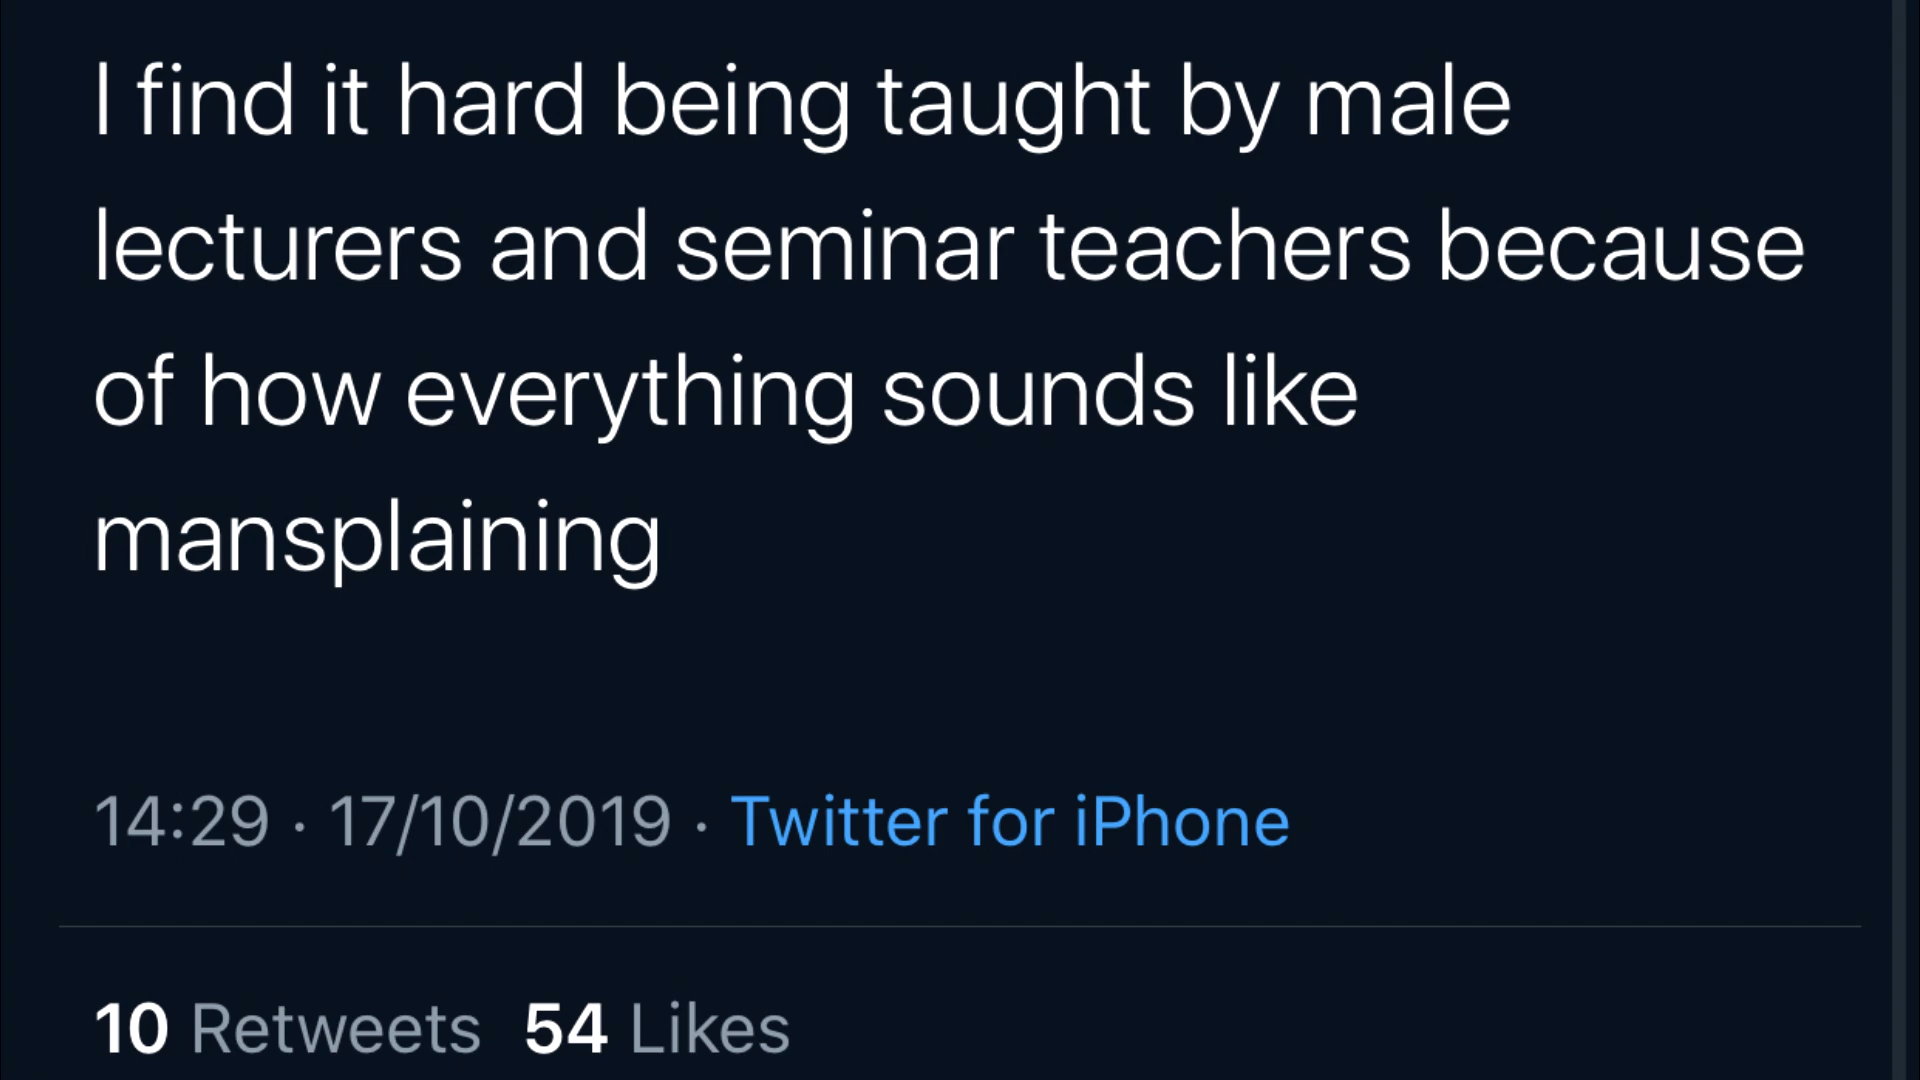 I find it hard being taught by male
lecturers and seminar teachers because
of how everything sounds like
mansplaining
14:29 · 17/10/2019 · Twitter for iPhone
10 Retweets 54 Likes